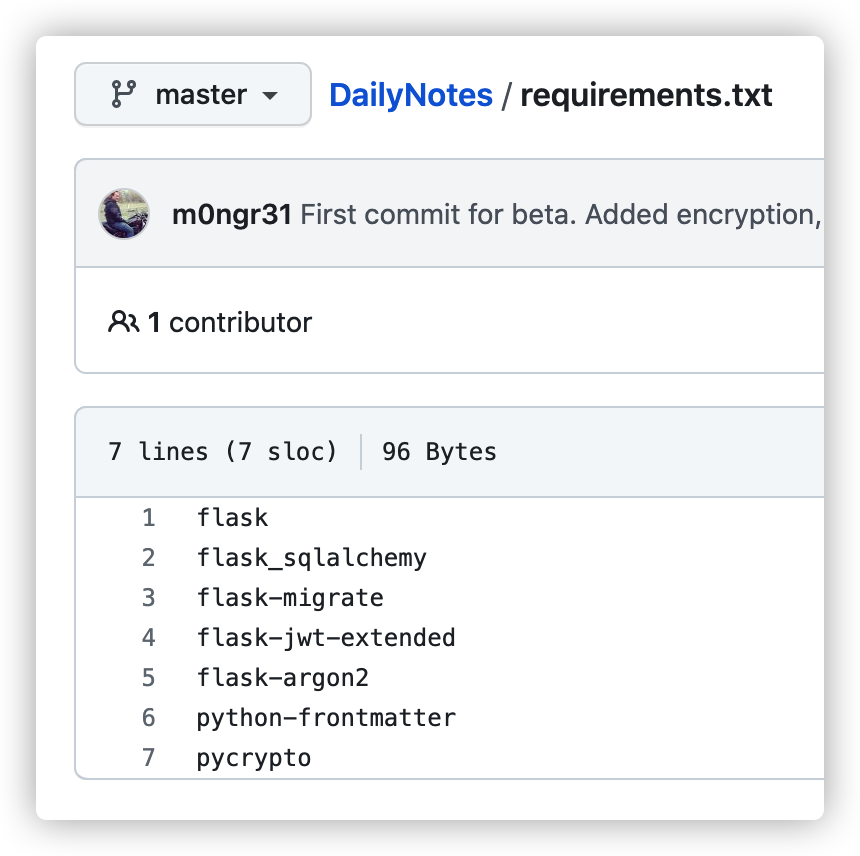 master DailyNotes / requirements.txt
m0ngr31 First commit for beta. Added encryption,
1 contributor
7 lines (7 sloc) 96 Bytes
1 flask
2 flask_sqlalchemy
3 flask-migrate
4 flask-jwt-extended
5 flask-argon2
6 python-frontmatter
7 pycrypto